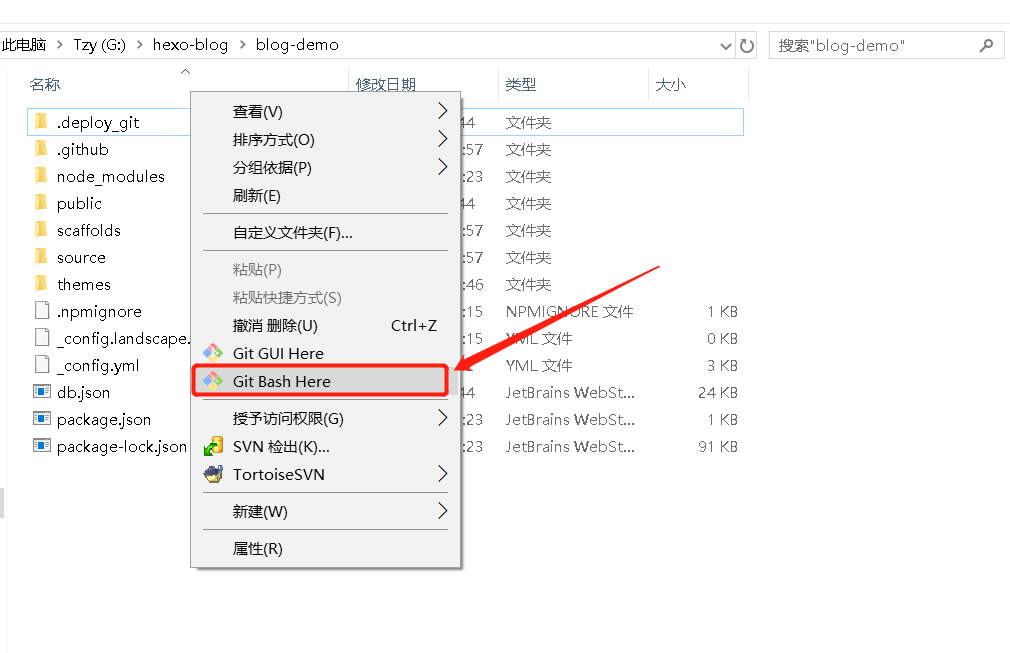 此电脑 > Tzy (G:) > hexo-blog > blog-demo
搜索"blog-demo"
名称 修改日期 类型 大小
.deploy_git 44 文件夹
.github :57 文件夹
node_modules :23 文件夹
public 44 文件夹
scaffolds :57 文件夹
source :57 文件夹
themes :46 文件夹
.npmignore :15 NPMIGNORE 文件 1 KB
_config.landscape. :15 YML 文件 0 KB
_config.yml YML 文件 3 KB
db.json 44 JetBrains WebSt... 24 KB
package.json :23 JetBrains WebSt... 1 KB
package-lock.json :23 JetBrains WebSt... 91 KB
查看(V)
排序方式(O)
分组依据(P)
刷新(E)
自定义文件夹(F)...
粘贴(P)
粘贴快捷方式(S)
撤消 删除(U) Ctrl+Z
Git GUI Here
Git Bash Here
授予访问权限(G)
SVN 检出(K)...
TortoiseSVN
新建(W)
属性(R)